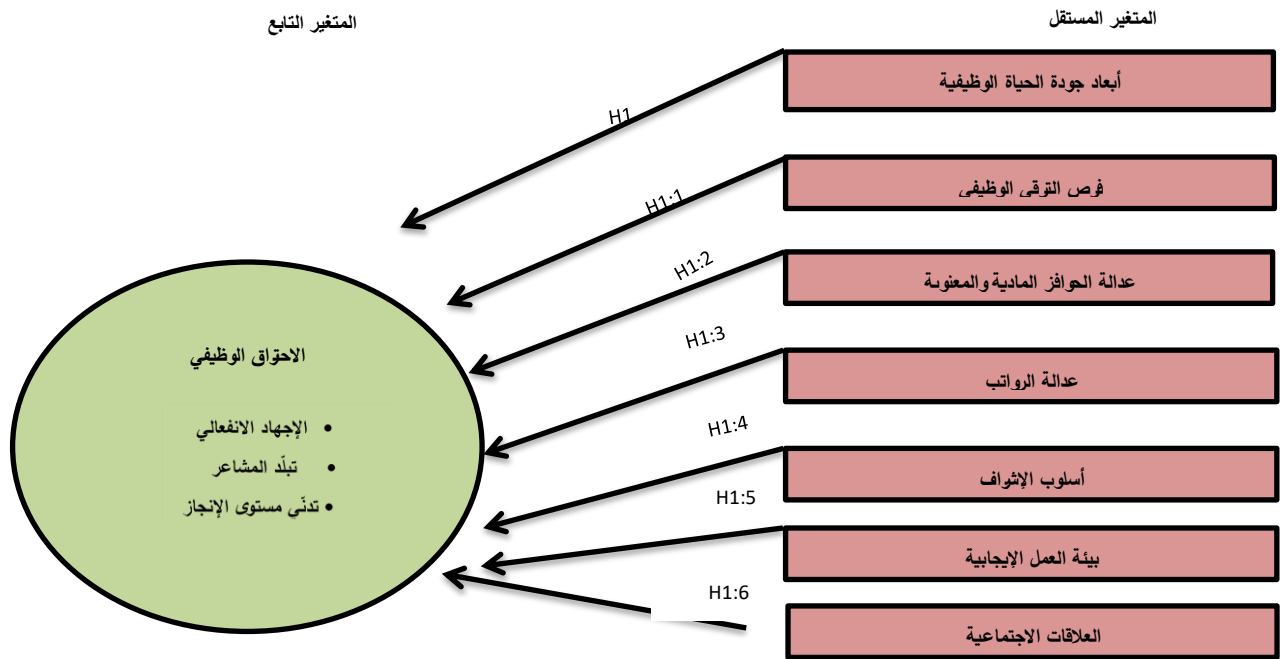 المتغير المستقل
المتغير التابع
أبعاد جودة الحياة الوظيفية
H1
فرص الترقي الوظيفي
H1:1
عدالة الحوافز المادية والمعنوية
H1:2
عدالة الرواتب
H1:3
أسلوب الإشراف
H1:4
بيئة العمل الإيجابية
H1:5
العلاقات الاجتماعية
H1:6
الاحتراق الوظيفي
• الإجهاد الانفعالي
• تبلّد المشاعر
• تدنّي مستوى الإنجاز